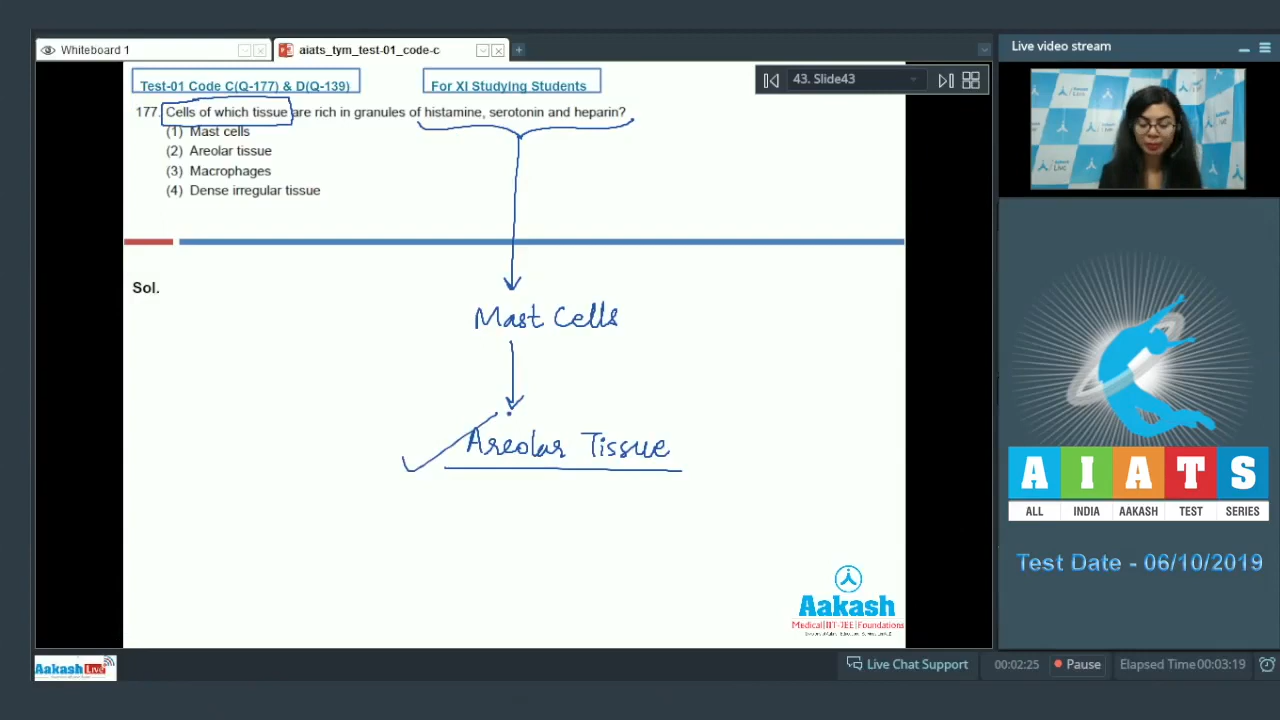 Whiteboard 1
aiats_tym_test-01_code-c
Live video stream
Test-01 Code C(Q-177) & D(Q-139)
For XI Studying Students
43. Slide43
177. Cells of which tissue are rich in granules of histamine, serotonin and heparin?
(1) Mast cells
(2) Areolar tissue
(3) Macrophages
(4) Dense irregular tissue
Sol.
Mast Cells
Areolar Tissue
A I A T S
ALL INDIA AAKASH TEST SERIES
Test Date - 06/10/2019
Aakash
Medical|IIT-JEE|Foundations
Aakash Live
Live Chat Support
00:02:25
Pause
Elapsed Time 00:03:19